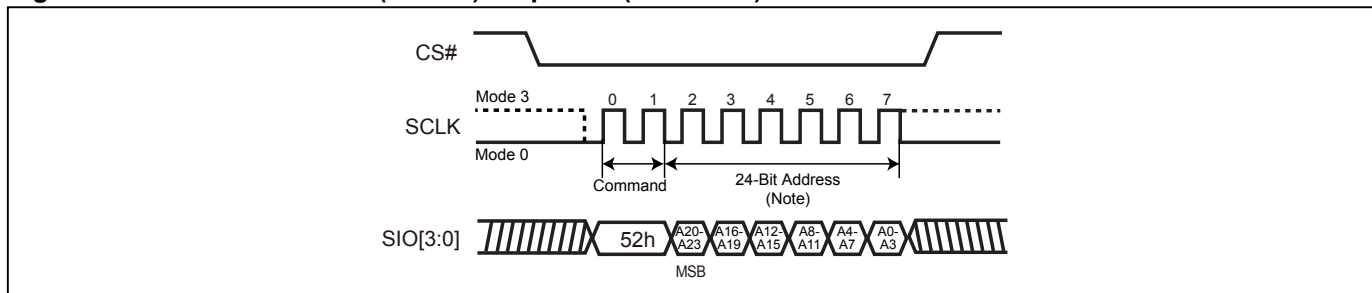 CS#
Mode 3
0 1 2 3 4 5 6 7
SCLK
Mode 0
Command
24-Bit Address
(Note)
SIO[3:0]
52h
A20-
A23
A16-
A19
A12-
A15
A8-
A11
A4-
A7
A0-
A3
MSB